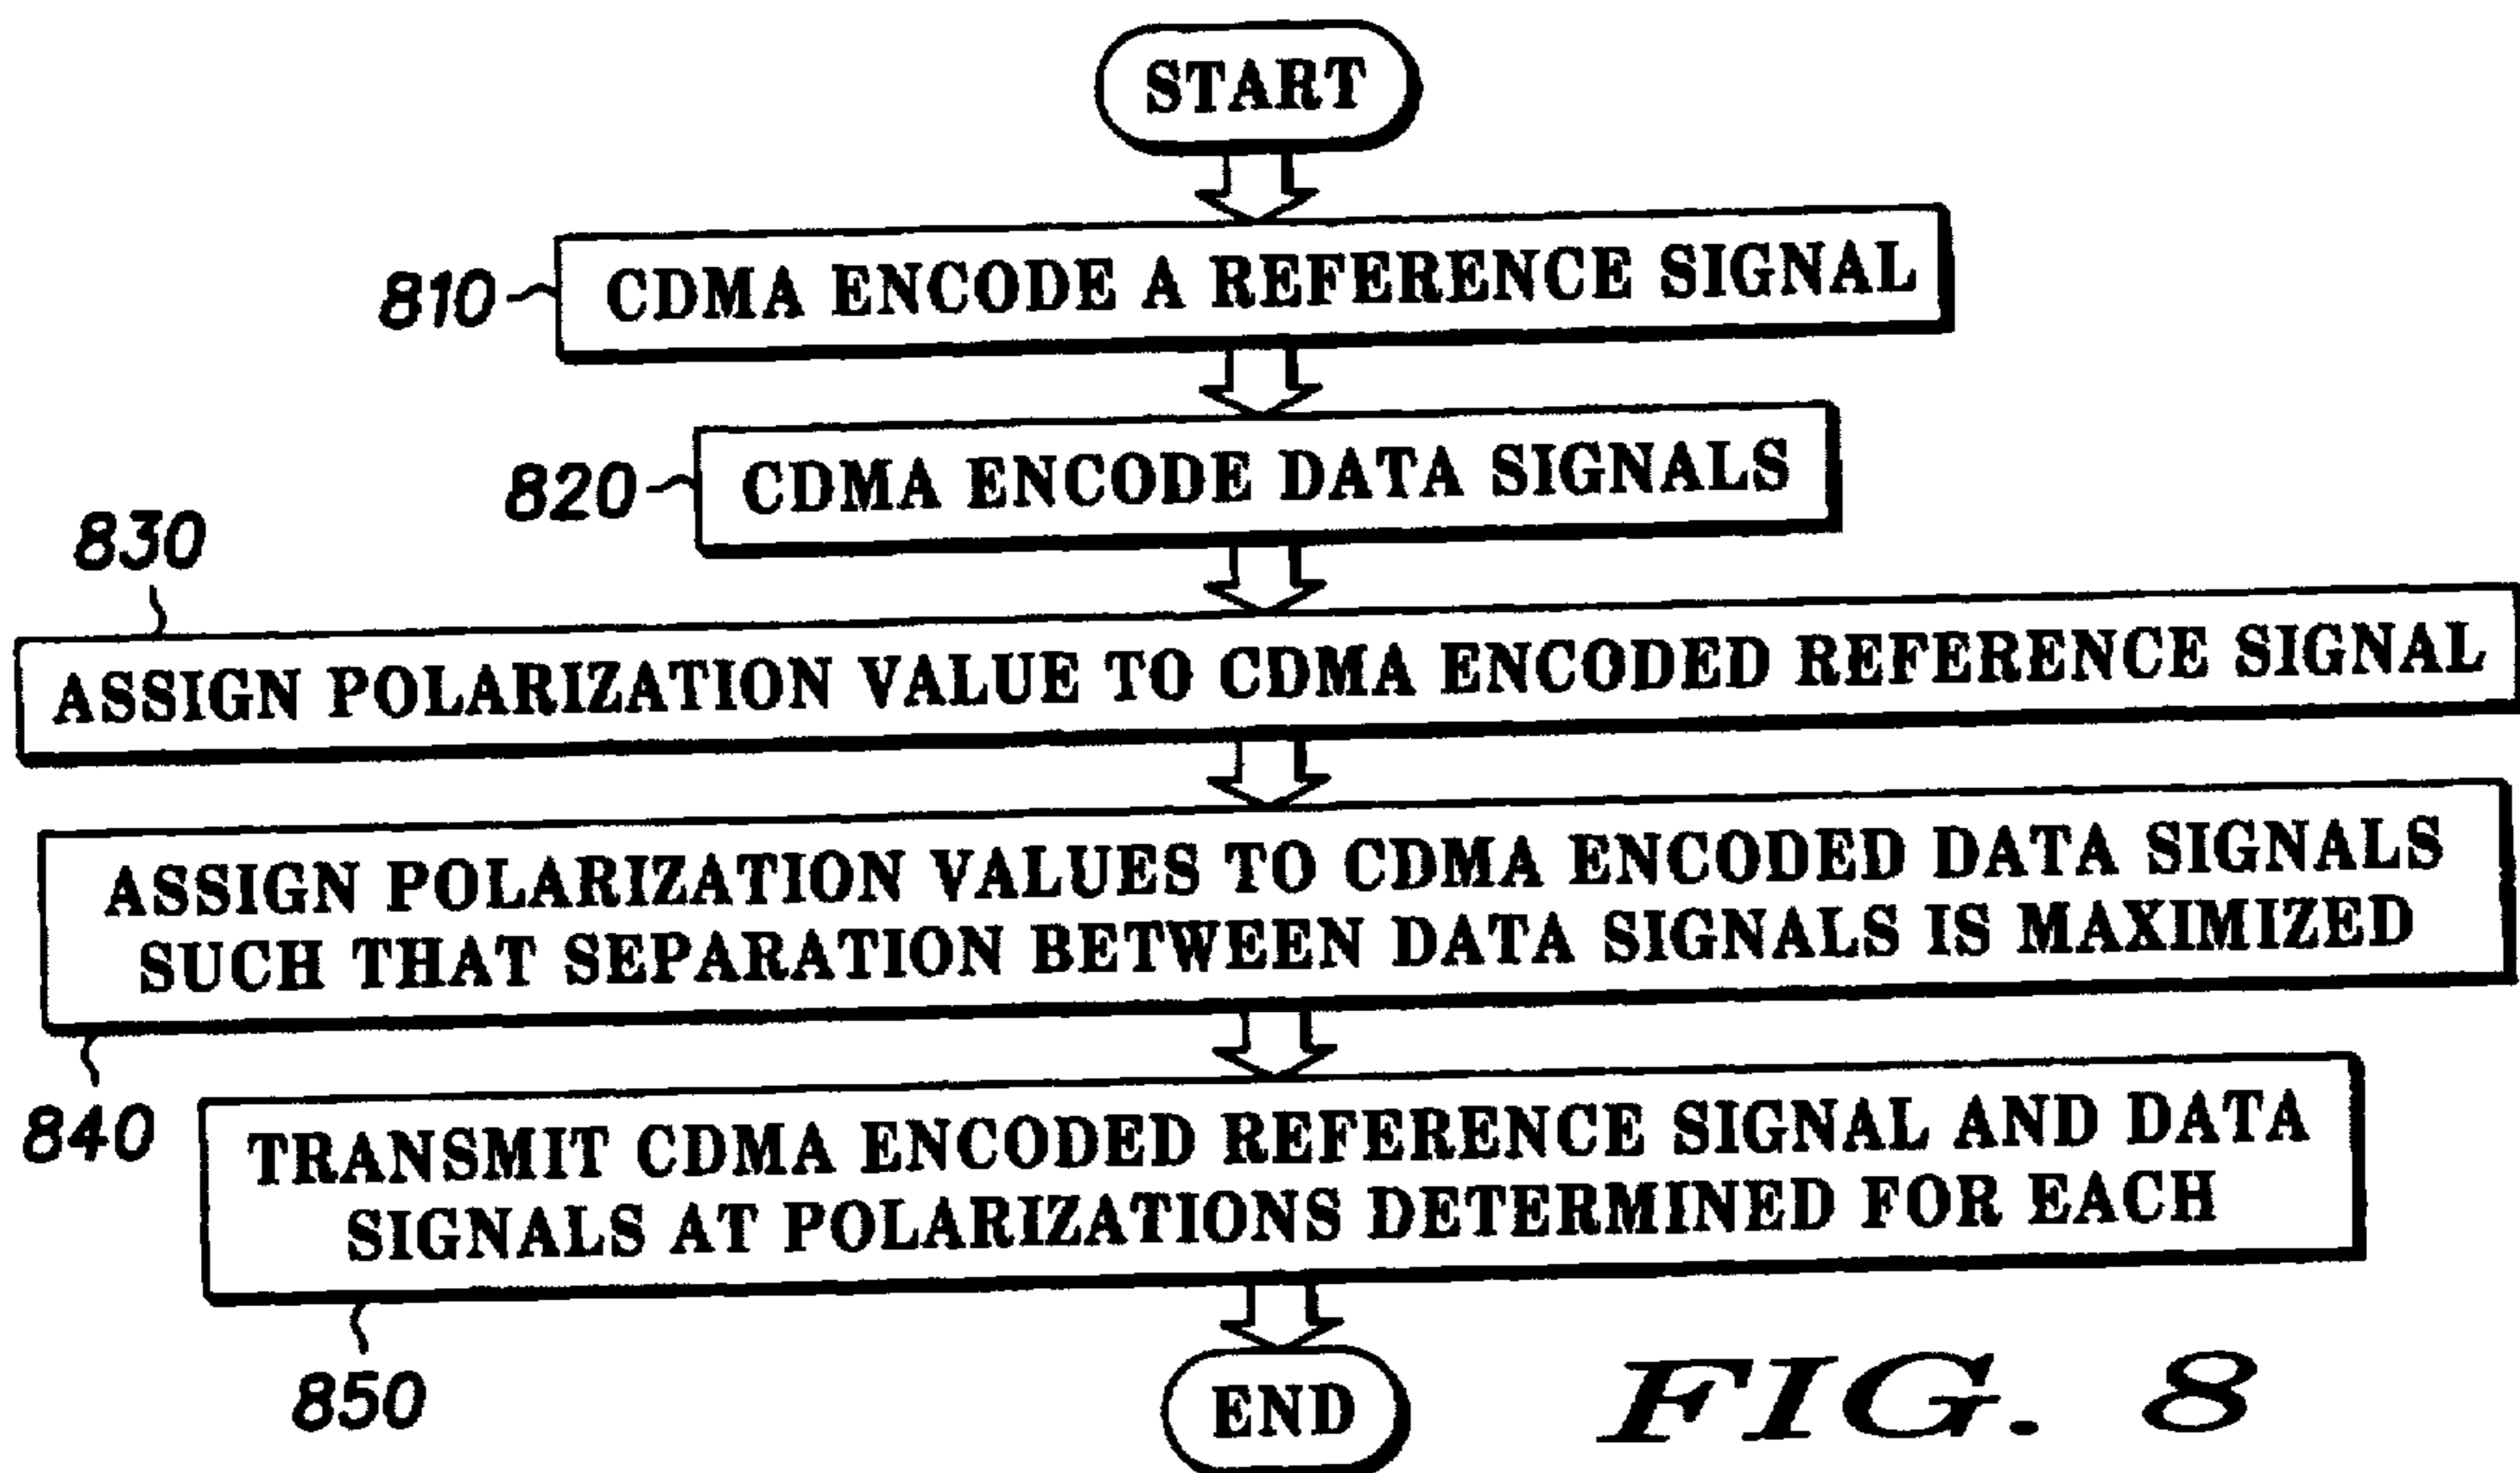 START
810
CDMA ENCODE A REFERENCE SIGNAL
820
CDMA ENCODE DATA SIGNALS
830
ASSIGN POLARIZATION VALUE TO CDMA ENCODED REFERENCE SIGNAL
ASSIGN POLARIZATION VALUES TO CDMA ENCODED DATA SIGNALS
SUCH THAT SEPARATION BETWEEN DATA SIGNALS IS MAXIMIZED
840
TRANSMIT CDMA ENCODED REFERENCE SIGNAL AND DATA
SIGNALS AT POLARIZATIONS DETERMINED FOR EACH
850
END
FIG. 8